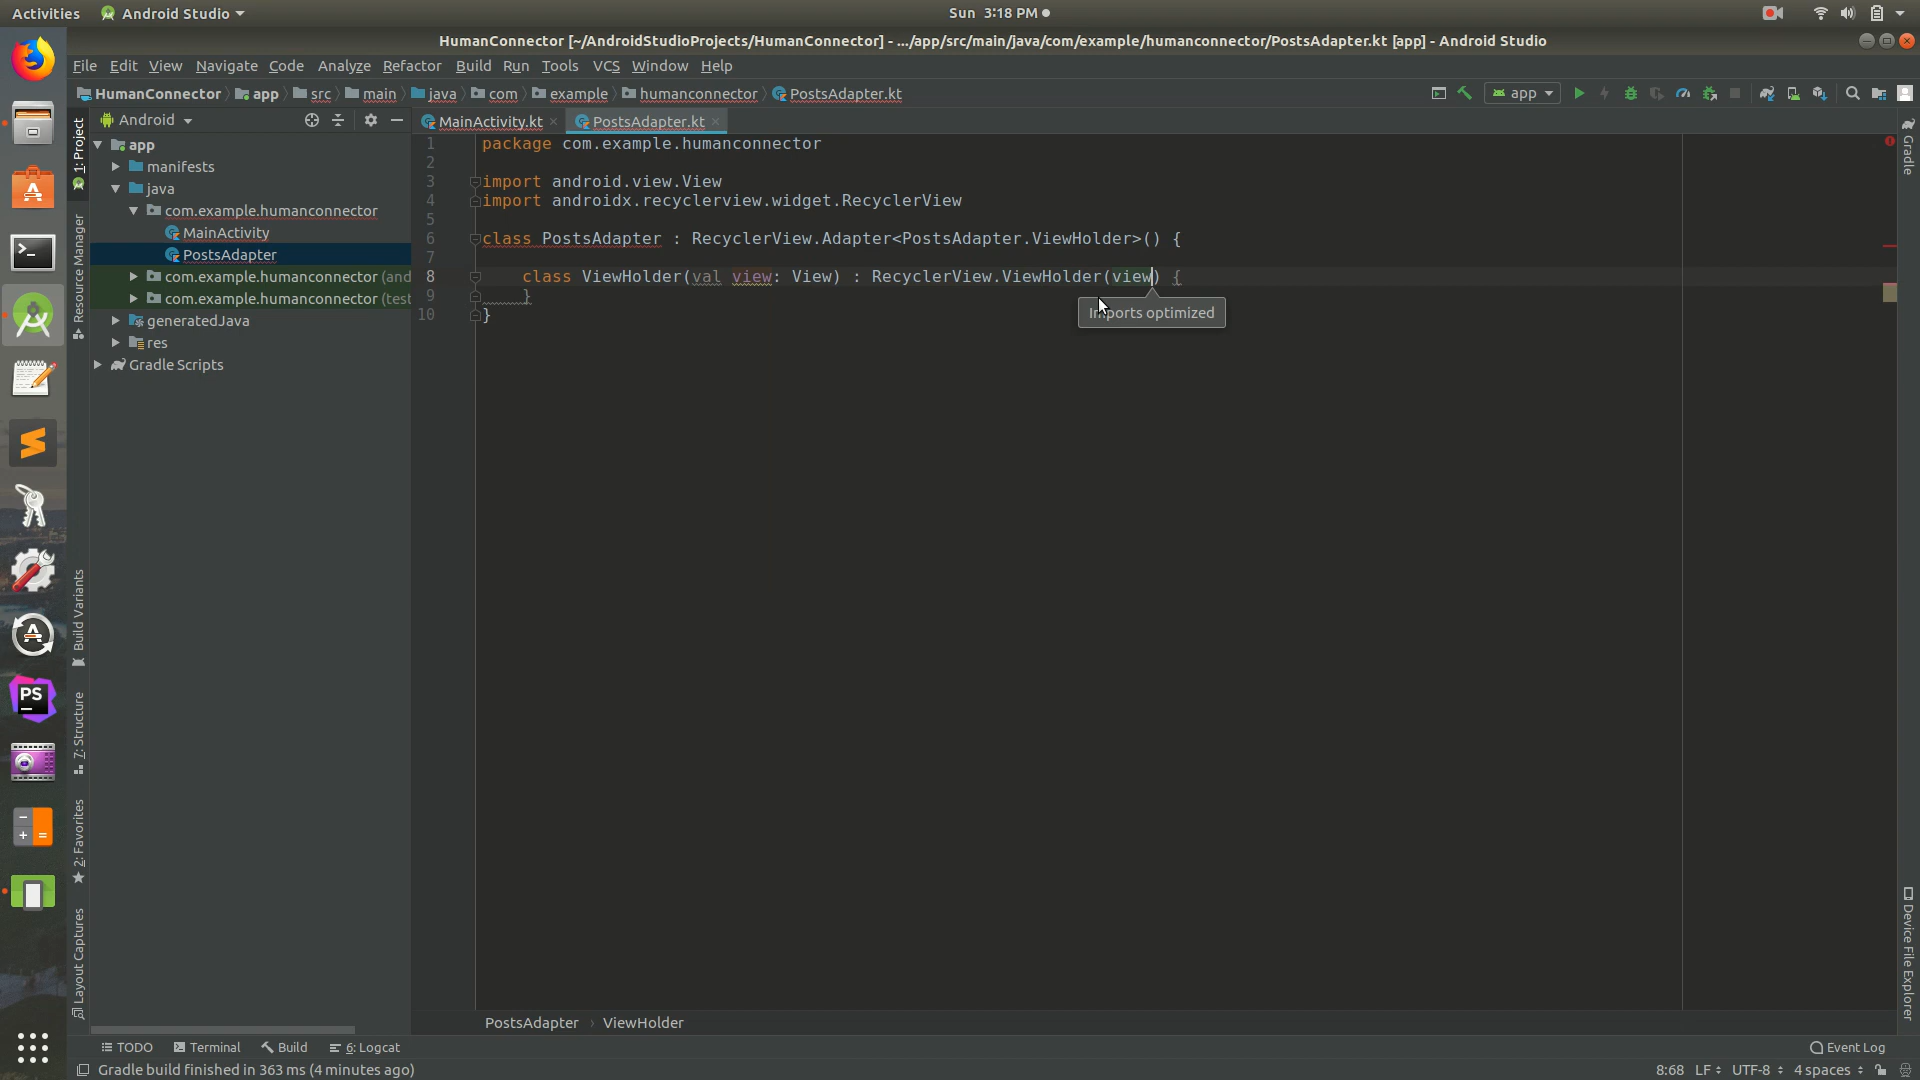 Activities Android Studio Sun 3:18 PM
HumanConnector [~/AndroidStudioProjects/HumanConnector] - .../app/src/main/java/com/example/humanconnector/PostsAdapter.kt [app] - Android Studio
File Edit View Navigate Code Analyze Refactor Build Run Tools VCS Window Help
HumanConnector app src main java com example humanconnector PostsAdapter.kt app
Android MainActivity.kt PostsAdapter.kt
app
manifests
java
com.example.humanconnector
MainActivity
PostsAdapter
com.example.humanconnector (and
com.example.humanconnector (test
generatedJava
res
Gradle Scripts
1 package com.example.humanconnector
2
3 import android.view.View
4 import androidx.recyclerview.widget.RecyclerView
5
6 class PostsAdapter : RecyclerView.Adapter<PostsAdapter.ViewHolder>() {
7
8 class ViewHolder(val view: View) : RecyclerView.ViewHolder(view) {
9 }
10 }
Imports optimized
1: Project
Resource Manager
Build Variants
7: Structure
2: Favorites
Layout Captures
Gradle
Device File Explorer
PS
PostsAdapter ViewHolder
TODO Terminal Build 6: Logcat Event Log
Gradle build finished in 363 ms (4 minutes ago) 8:68 LF UTF-8 4 spaces